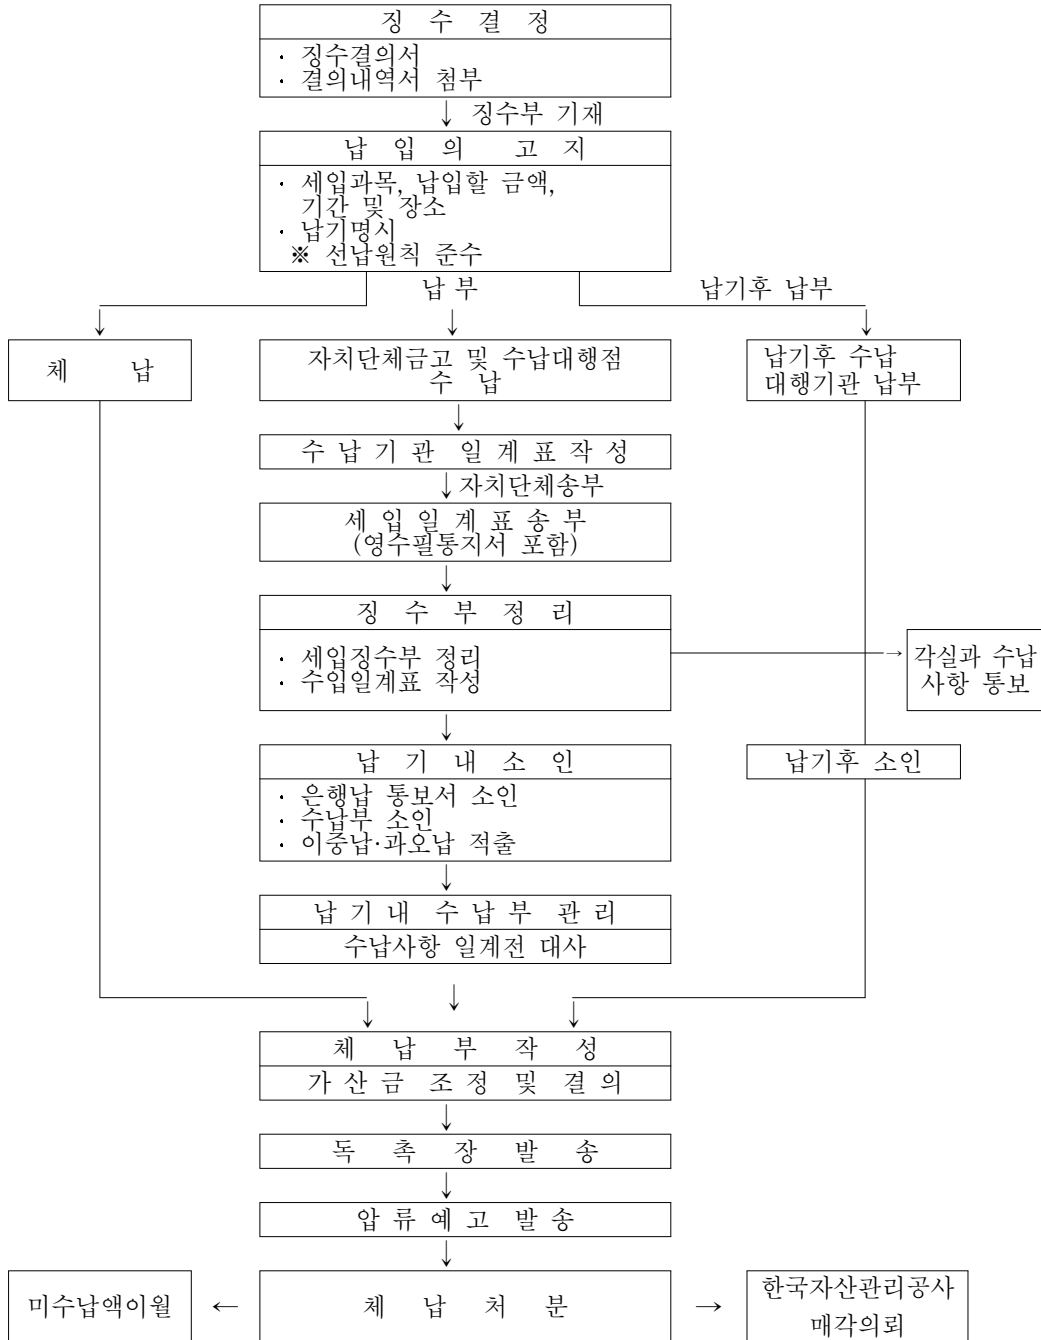 징 수 결 정
· 징수결의서
· 결의내역서 첨부
↓ 징수부 기재
납 입 의 고 지
· 세입과목, 납입할 금액,
기간 및 장소
· 납기명시
※ 선납원칙 준수
납 부
납기후 납부
체 납
자치단체금고 및 수납대행점
수 납
납기후 수납
대행기관 납부
수 납 기 관 일 계 표 작 성
↓자치단체송부
세 입 일 계 표 송 부
(영수필통지서 포함)
징 수 부 정 리
· 세입징수부 정리
· 수입일계표 작성
각실과 수납
사항 통보
납 기 내 소 인
· 은행납 통보서 소인
· 수납부 소인
· 이중납·과오납 적출
납기후 소인
납 기 내 수 납 부 관 리
수납사항 일계전 대사
체 납 부 작 성
가 산 금 조 정 및 결 의
독 촉 장 발 송
압 류 예 고 발 송
미수납액이월 ← 체 납 처 분 →
한국자산관리공사
매각의뢰